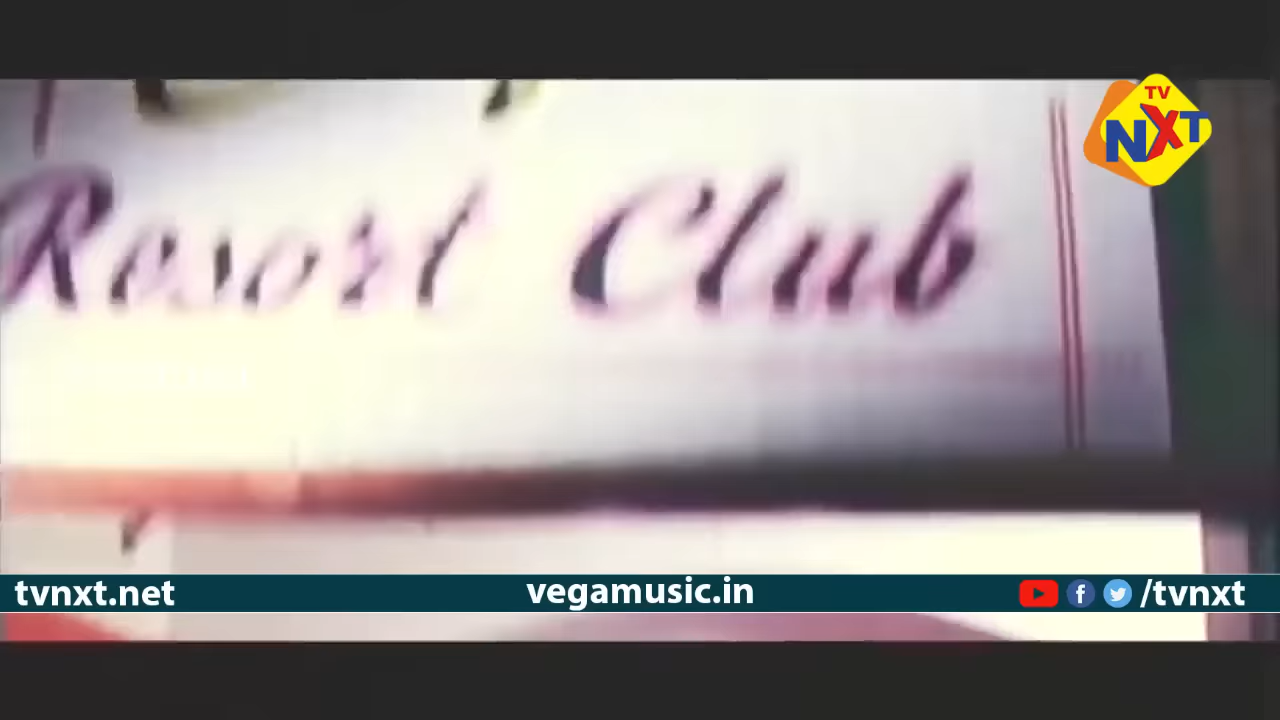 TV
NXT
Resort Club
tvnxt.net
vegamusic.in
/tvnxt